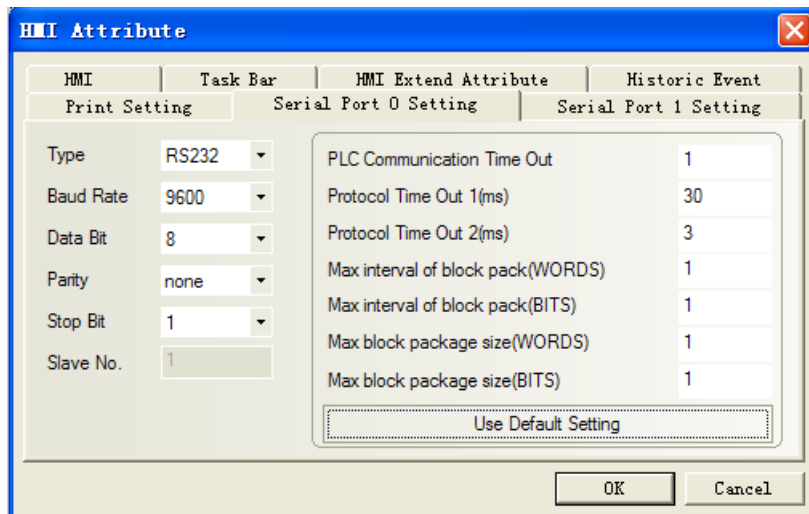 HMI Attribute
HMI Task Bar HMI Extend Attribute Historic Event
Print Setting Serial Port 0 Setting Serial Port 1 Setting
Type RS232
Baud Rate 9600
Data Bit 8
Parity none
Stop Bit 1
Slave No. 1
PLC Communication Time Out 1
Protocol Time Out 1(ms) 30
Protocol Time Out 2(ms) 3
Max interval of block pack(WORDS) 1
Max interval of block pack(BITS) 1
Max block package size(WORDS) 1
Max block package size(BITS) 1
Use Default Setting
OK Cancel